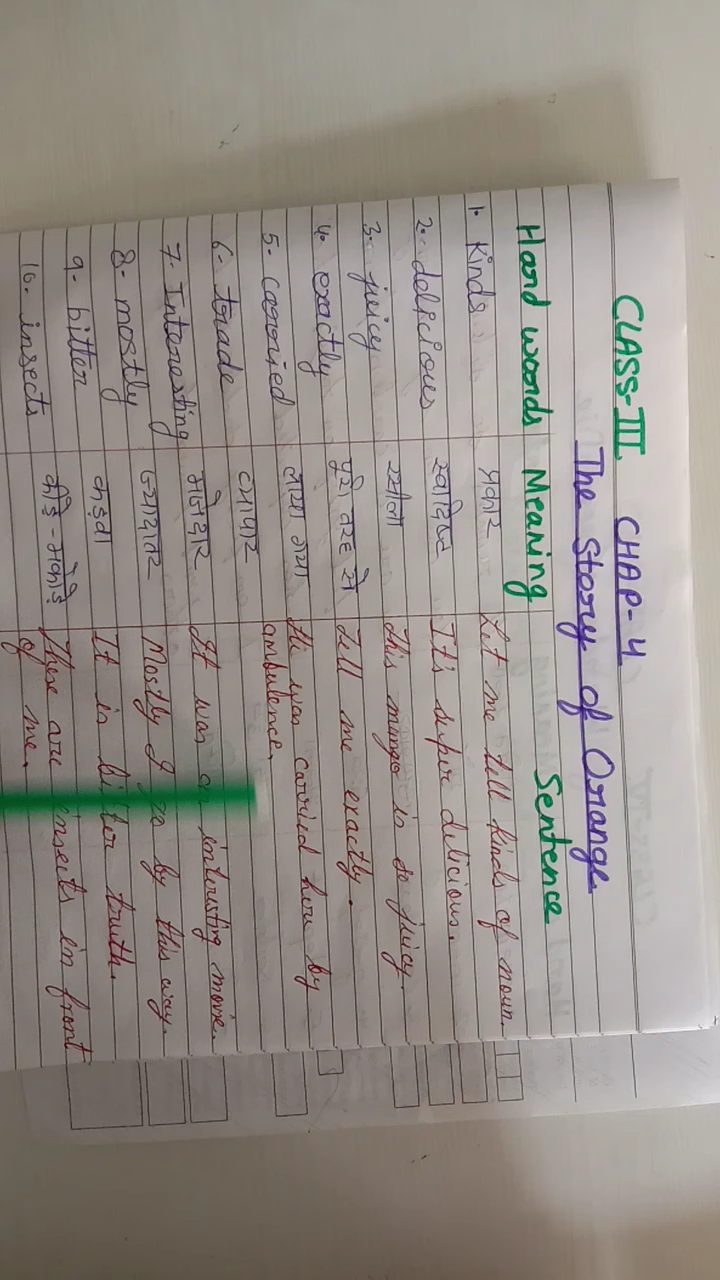 CLASS-III CHAP-4
The Story of Orange
Hard words Meaning Sentence
1. Kinds प्रकार Let me tell kinds of noun.
2. delicious स्वादिष्ट It's super delicious.
3. juicy रसीला This mango is so juicy.
4. exactly पूरी तरह से Tell me exactly.
5. carried लाया गया He was carried here by
ambulence.
6. trade व्यापार
7. Interesting मजेदार It was an interesting movie.
8. mostly ज्यादातर Mostly I go by this way.
9. bitter कड़वा It is bitter truth.
10. insects कीड़े-मकोड़े There are insects in front
of me.